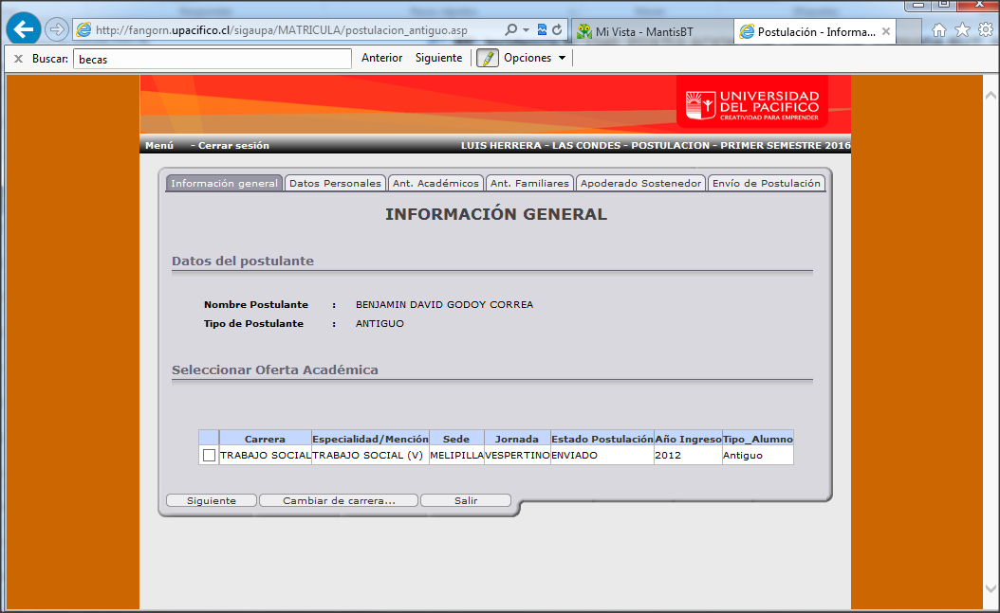 http://fangorn.upacifico.cl/sigaupa/MATRICULA/postulacion_antiguo.asp
Mi Vista - MantisBT
Postulación - Informa...
Buscar: becas Anterior Siguiente Opciones
UNIVERSIDAD
DEL PACIFICO
CREATIVIDAD PARA EMPRENDER
Menú - Cerrar sesión LUIS HERRERA - LAS CONDES - POSTULACION - PRIMER SEMESTRE 2016
Información general Datos Personales Ant. Académicos Ant. Familiares Apoderado Sostenedor Envío de Postulación
INFORMACIÓN GENERAL
Datos del postulante
Nombre Postulante : BENJAMIN DAVID GODOY CORREA
Tipo de Postulante : ANTIGUO
Seleccionar Oferta Académica
Carrera Especialidad/Mención Sede Jornada Estado Postulación Año Ingreso Tipo_Alumno
TRABAJO SOCIAL TRABAJO SOCIAL (V) MELIPILLA VESPERTINO ENVIADO 2012 Antiguo
Siguiente Cambiar de carrera... Salir